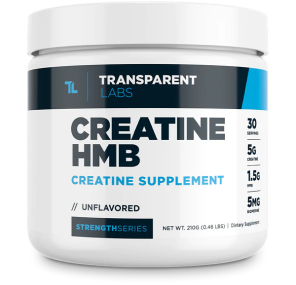 TL
TRANSPARENT
LABS
CREATINE
HMB
CREATINE SUPPLEMENT
// UNFLAVORED
STRENGTHSERIES
30
SERVINGS
5G
CREATINE
1.5G
HMB
5MG
BIOPERINE
NET WT. 210G (0.46 LBS) | Dietary Supplement